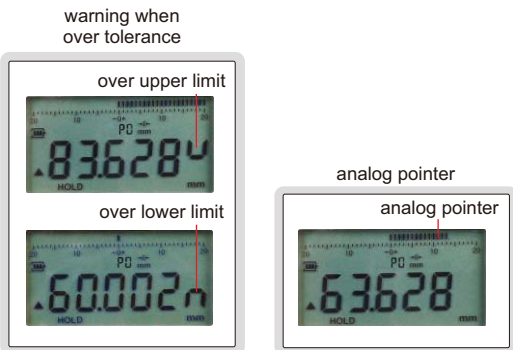 warning when
over tolerance
over upper limit
20 10 -0+ 10 20
P0 mm
83.628u
HOLD mm
over lower limit
20 10 -0+ 10 20
P0 mm
60.002n
HOLD mm
analog pointer
analog pointer
20 10 -0+ 10 20
P0 mm
63.628
HOLD mm